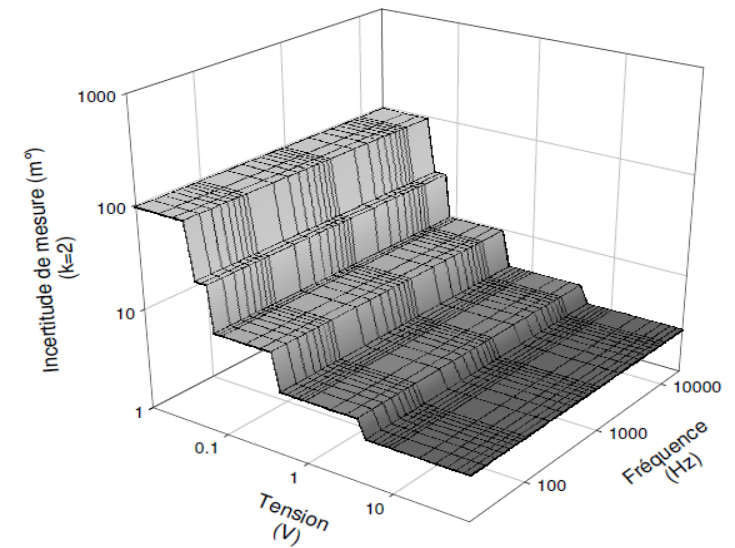 1000
100
10
1
Incertitude de mesure (m°)
(k=2)
0.1
1
10
Tension
(V)
100
1000
10000
Fréquence
(Hz)